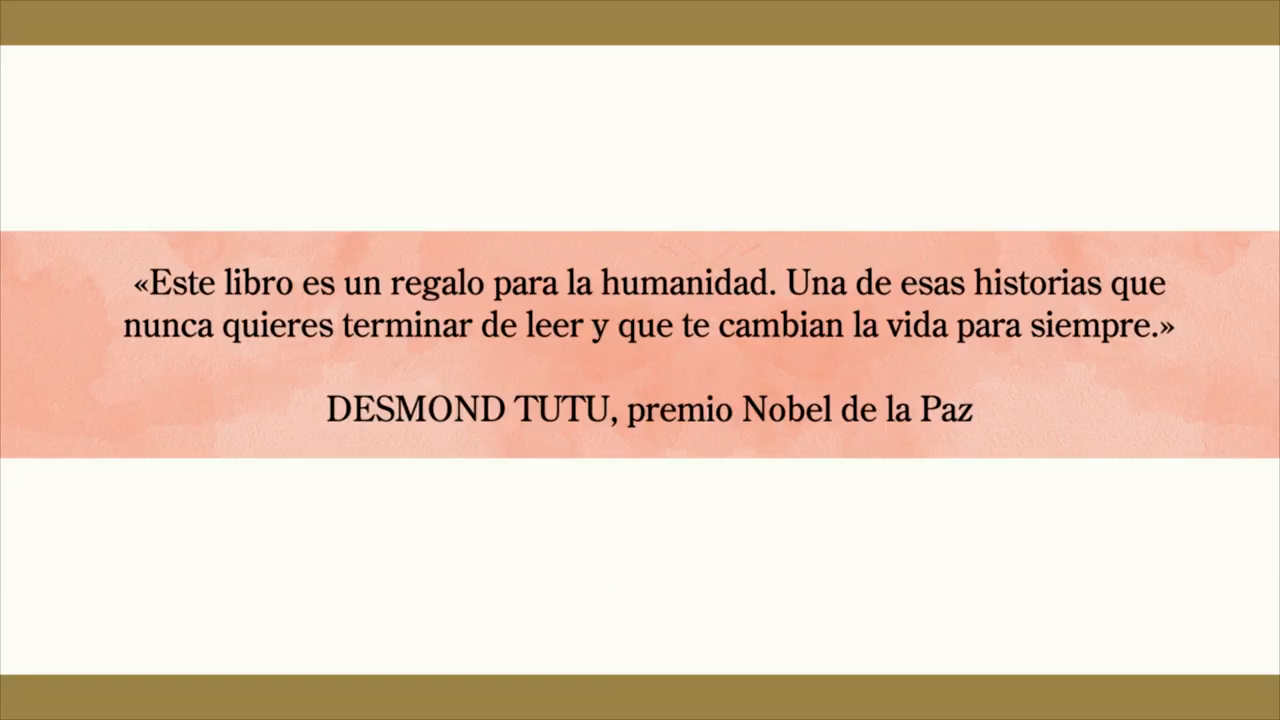 «Este libro es un regalo para la humanidad. Una de esas historias que
nunca quieres terminar de leer y que te cambian la vida para siempre.»
DESMOND TUTU, premio Nobel de la Paz